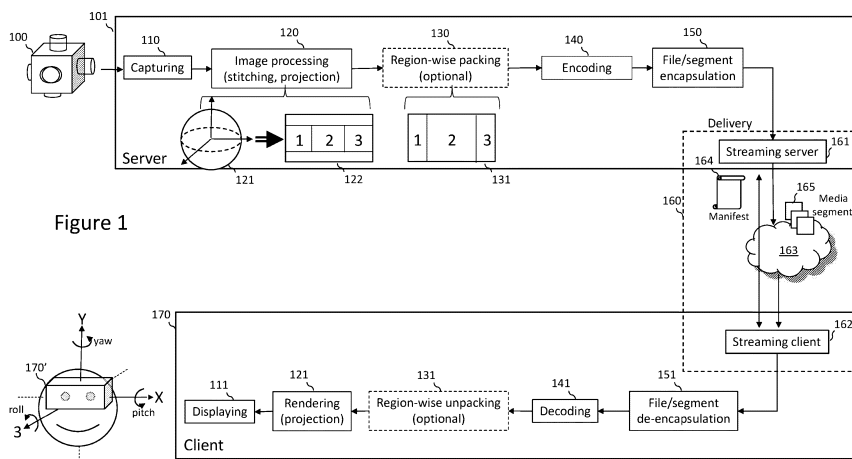 100
101
110
Capturing
120
Image processing
(stitching, projection)
130
Region-wise packing
(optional)
140
Encoding
150
File/segment
encapsulation
1 2 3
1 2 3
Server
121
122
131
Delivery
Streaming server
161
164
Manifest
165
Media
segment
160
163
Figure 1
170
162
Streaming client
Y
yaw
170'
X
pitch
roll
3
111
Displaying
121
Rendering
(projection)
131
Region-wise unpacking
(optional)
141
Decoding
151
File/segment
de-encapsulation
Client